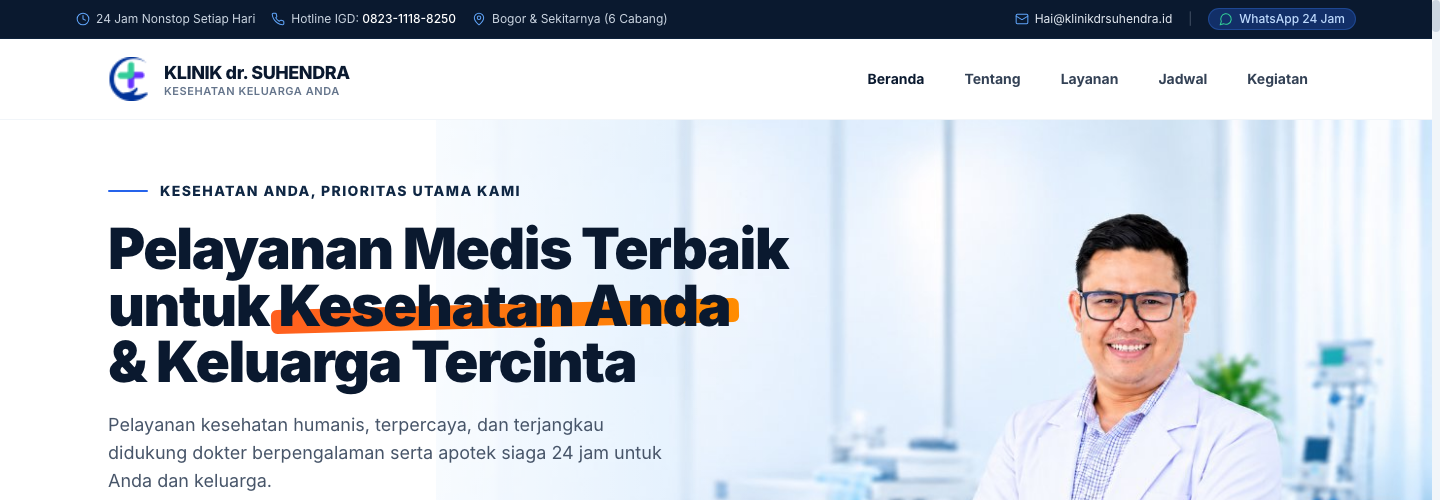 24 Jam Nonstop Setiap Hari
Hotline IGD: 0823-1118-8250
Bogor & Sekitarnya (6 Cabang)
Hai@klinikdrsuhendra.id
WhatsApp 24 Jam
KLINIK dr. SUHENDRA
KESEHATAN KELUARGA ANDA
Beranda
Tentang
Layanan
Jadwal
Kegiatan
KESEHATAN ANDA, PRIORITAS UTAMA KAMI
Pelayanan Medis Terbaik
untuk Kesehatan Anda
& Keluarga Tercinta
Pelayanan kesehatan humanis, terpercaya, dan terjangkau
didukung dokter berpengalaman serta apotek siaga 24 jam untuk
Anda dan keluarga.